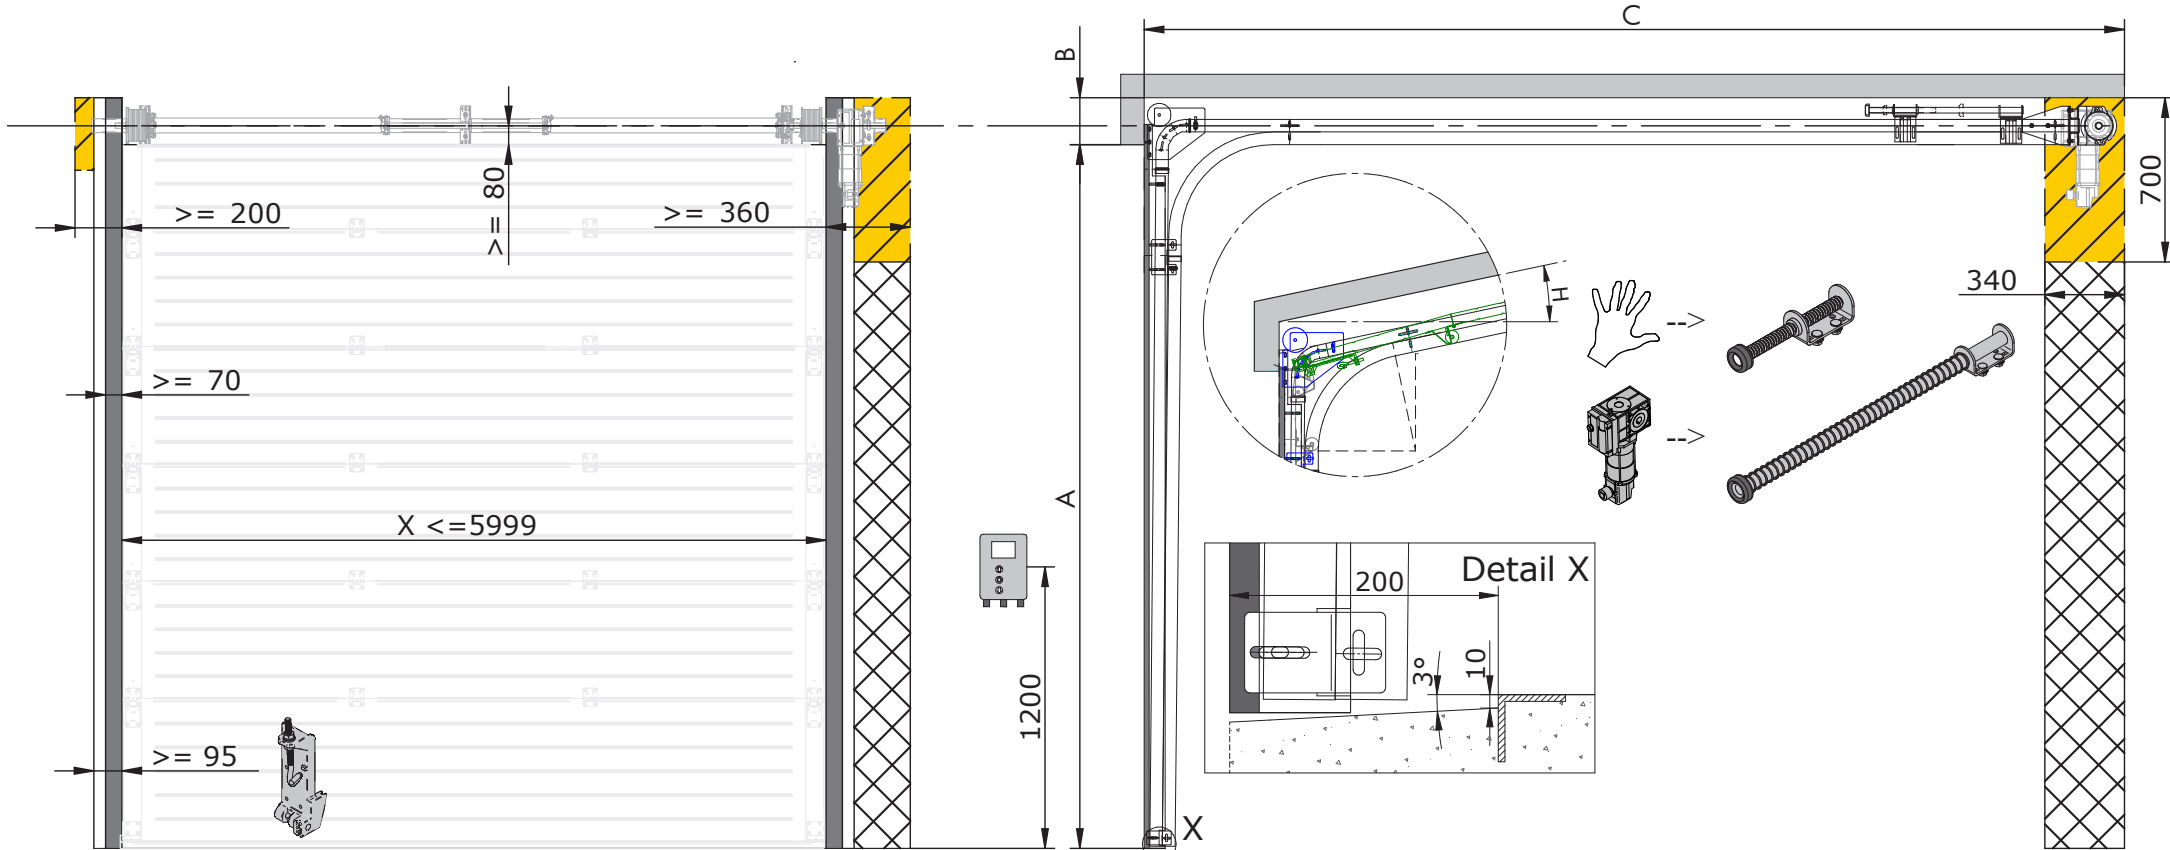 C
B
>= 80
>= 200
>= 360
700
H
340
-->
>= 70
-->
A
X <=5999
Detail X
200
3°
10
1200
>= 95
X